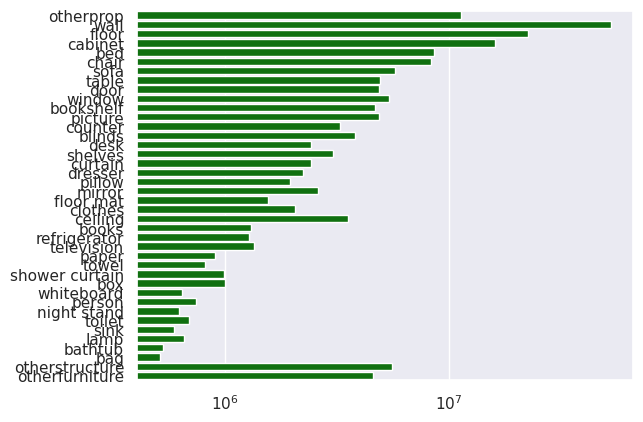 otherprop
wall
floor
cabinet
bed
chair
sofa
table
door
window
bookshelf
picture
counter
blinds
desk
shelves
curtain
dresser
pillow
mirror
floor mat
clothes
ceiling
books
refrigerator
television
paper
towel
shower curtain
box
whiteboard
person
night stand
toilet
sink
lamp
bathtub
bag
otherstructure
otherfurniture
10⁶ 10⁷